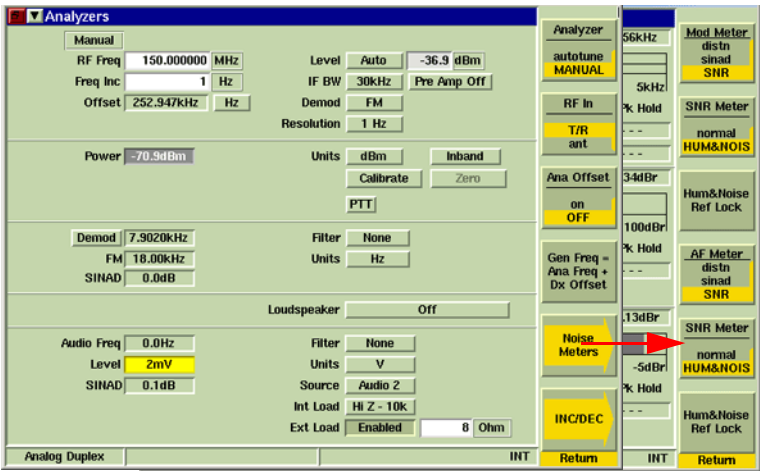 Analyzers
Manual
RF Freq 150.000000 MHz
Freq Inc 1 Hz
Offset 252.947kHz Hz
Level Auto -36.9 dBm
IF BW 30kHz Pre Amp Off
Demod FM
Resolution 1 Hz
Power -70.9dBm
Units dBm Inband
Calibrate Zero
PTT
Demod 7.9020kHz
FM 18.00kHz
SINAD 0.0dB
Filter None
Units Hz
Loudspeaker Off
Audio Freq 0.0Hz
Level 2mV
SINAD 0.1dB
Filter None
Units V
Source Audio 2
Int Load Hi Z - 10k
Ext Load Enabled 8 Ohm
Analog Duplex
INT
Analyzer
autotune
MANUAL
RF In
T/R
ant
Ana Offset
on
OFF
Gen Freq =
Ana Freq +
Dx Offset
Noise
Meters
INC/DEC
Return
56kHz
5kHz
Pk Hold
- - -
- - -
34dBr
100dBr
Pk Hold
- - -
.13dBr
-5dBr
Pk Hold
- - -
INT
Mod Meter
distn
sinad
SNR
SNR Meter
normal
HUM&NOIS
Hum&Noise
Ref Lock
AF Meter
distn
sinad
SNR
SNR Meter
normal
HUM&NOIS
Hum&Noise
Ref Lock
Return